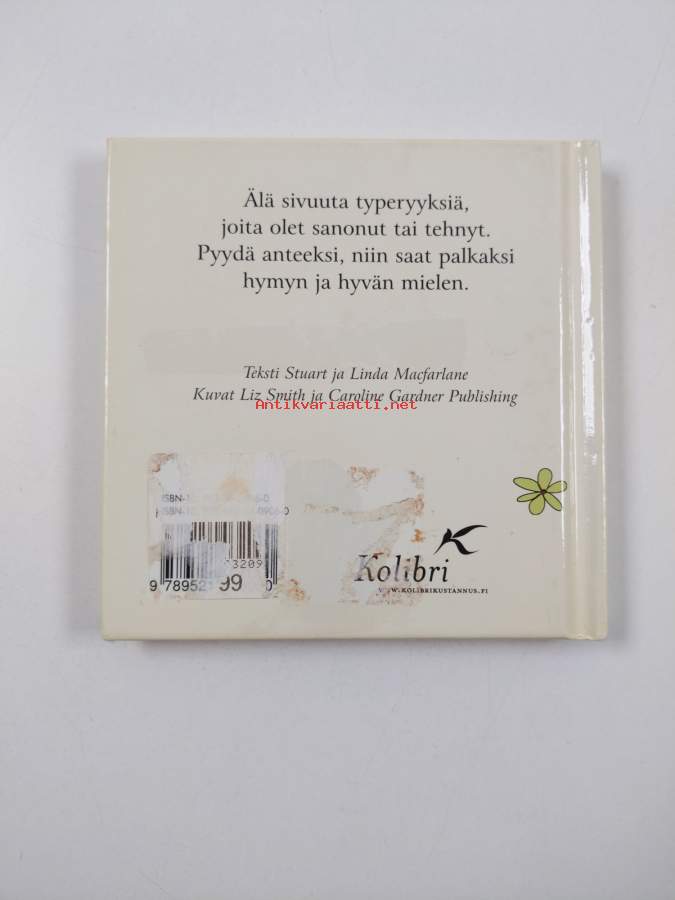 Älä sivuuta typeryyksiä,
joita olet sanonut tai tehnyt.
Pyydä anteeksi, niin saat palkaksi
hymyn ja hyvän mielen.
Teksti Stuart ja Linda Macfarlane
Kuvat Liz Smith ja Caroline Gardner Publishing
Antikvariaatti.net
Kolibri
WWW.KOLIBRIKUSTANNUS.FI